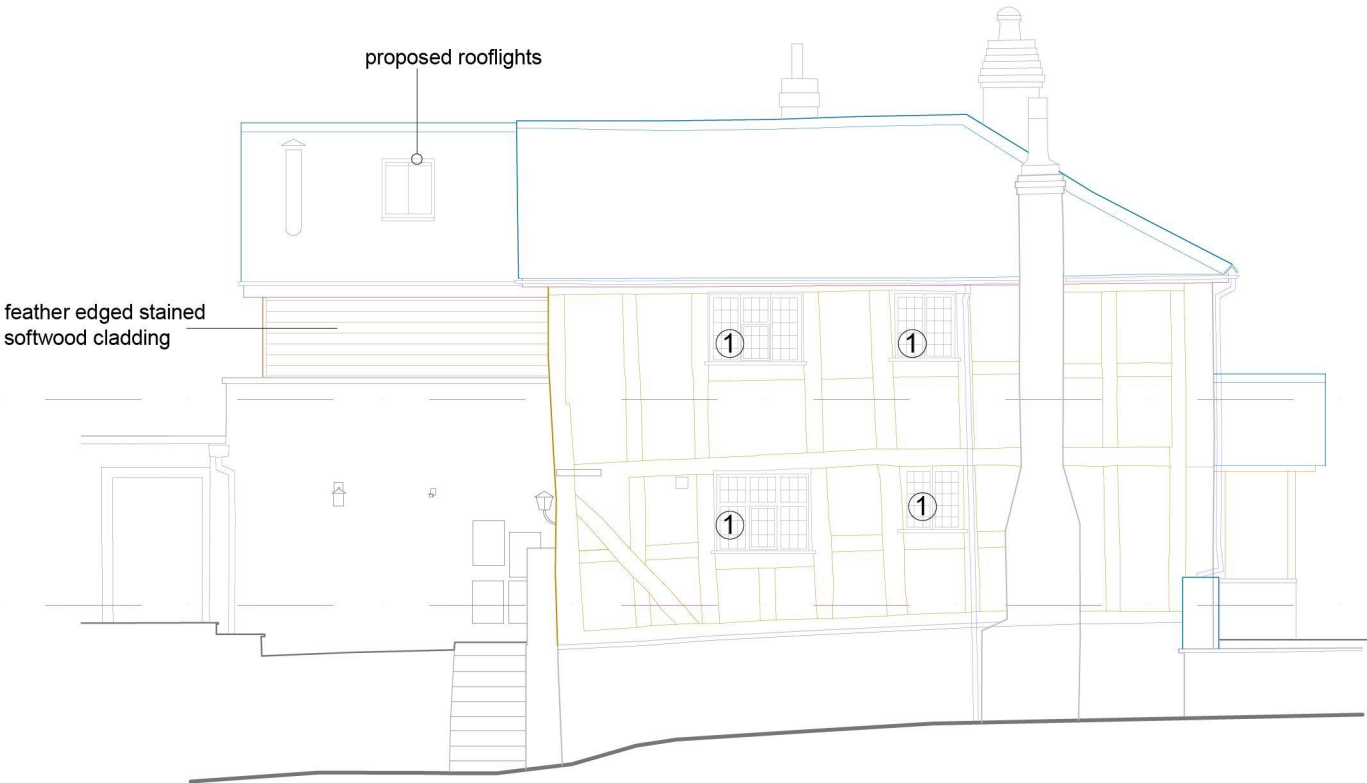 proposed rooflights
feather edged stained
softwood cladding
1
1
1
1